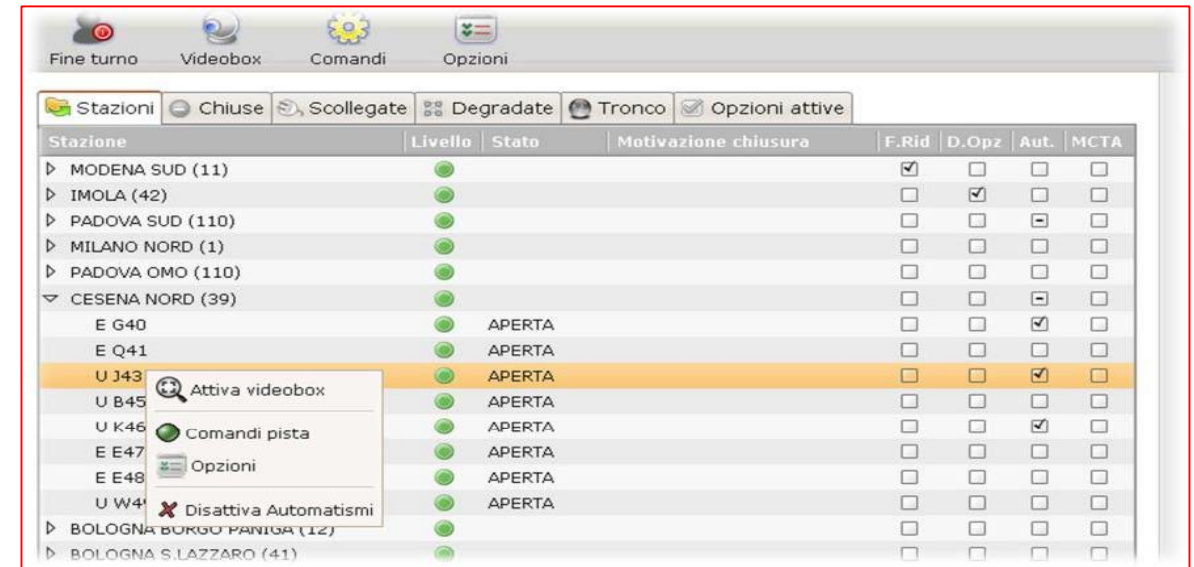 Fine turno Videobox Comandi Opzioni
Stazioni Chiuse Scollegate Degradate Tronco Opzioni attive
Stazione Livello Stato Motivazione chiusura F.Rid D.Opz Aut. MCTA
MODENA SUD (11)
IMOLA (42)
PADOVA SUD (110)
MILANO NORD (1)
PADOVA OMO (110)
CESENA NORD (39)
E G40 APERTA
E Q41 APERTA
U J43 APERTA
Attiva videobox
U B45 APERTA
U K46 APERTA
Comandi pista
E E47 APERTA
Opzioni
E E48 APERTA
U W4 APERTA
Disattiva Automatismi
BOLOGNA BORGO PANIGA (12)
BOLOGNA S.LAZZARO (41)